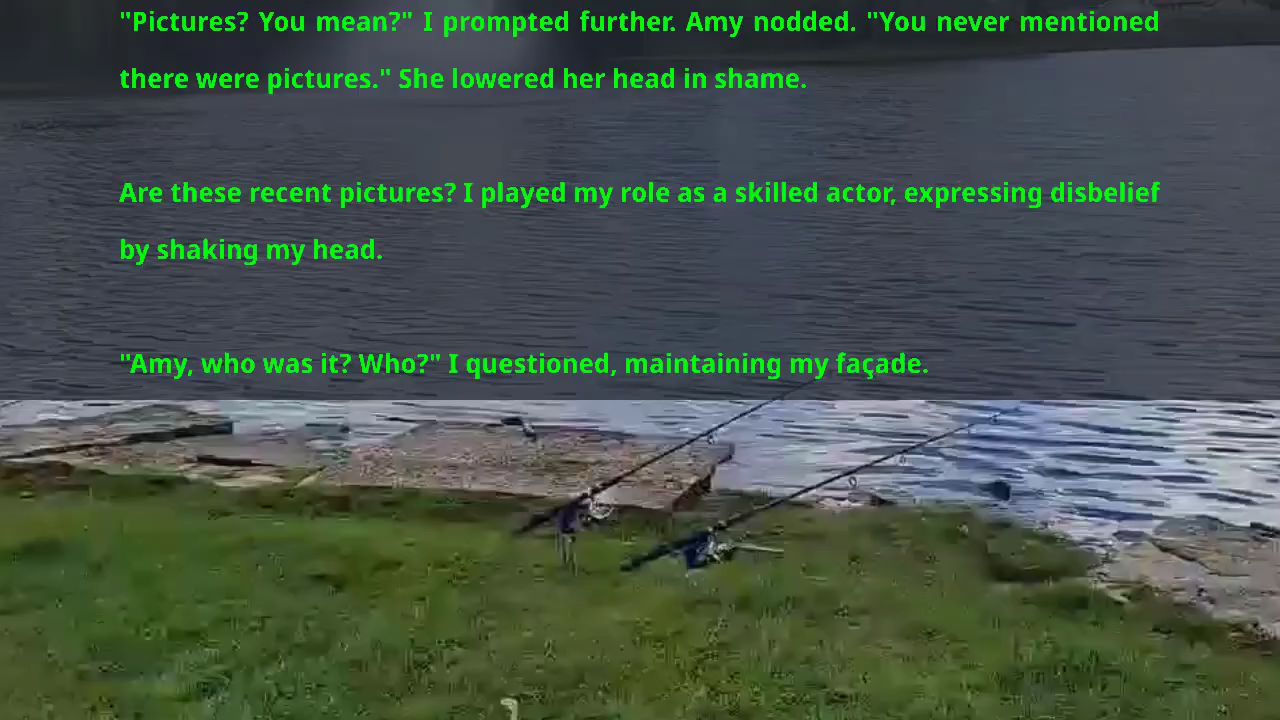 "Pictures? You mean?" I prompted further. Amy nodded. "You never mentioned
there were pictures." She lowered her head in shame.
Are these recent pictures? I played my role as a skilled actor, expressing disbelief
by shaking my head.
"Amy, who was it? Who?" I questioned, maintaining my façade.